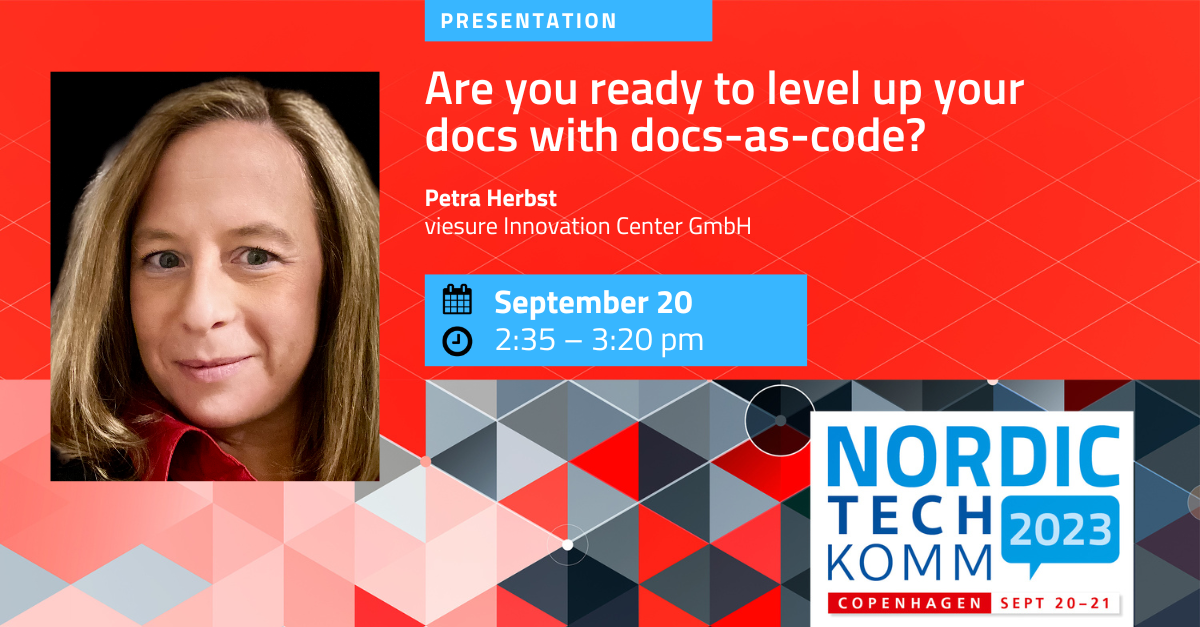 PRESENTATION
Are you ready to level up your
docs with docs-as-code?
Petra Herbst
viesure Innovation Center GmbH
September 20
2:35 – 3:20 pm
NORDIC
TECH
2023
KOMM
COPENHAGEN SEPT 20–21